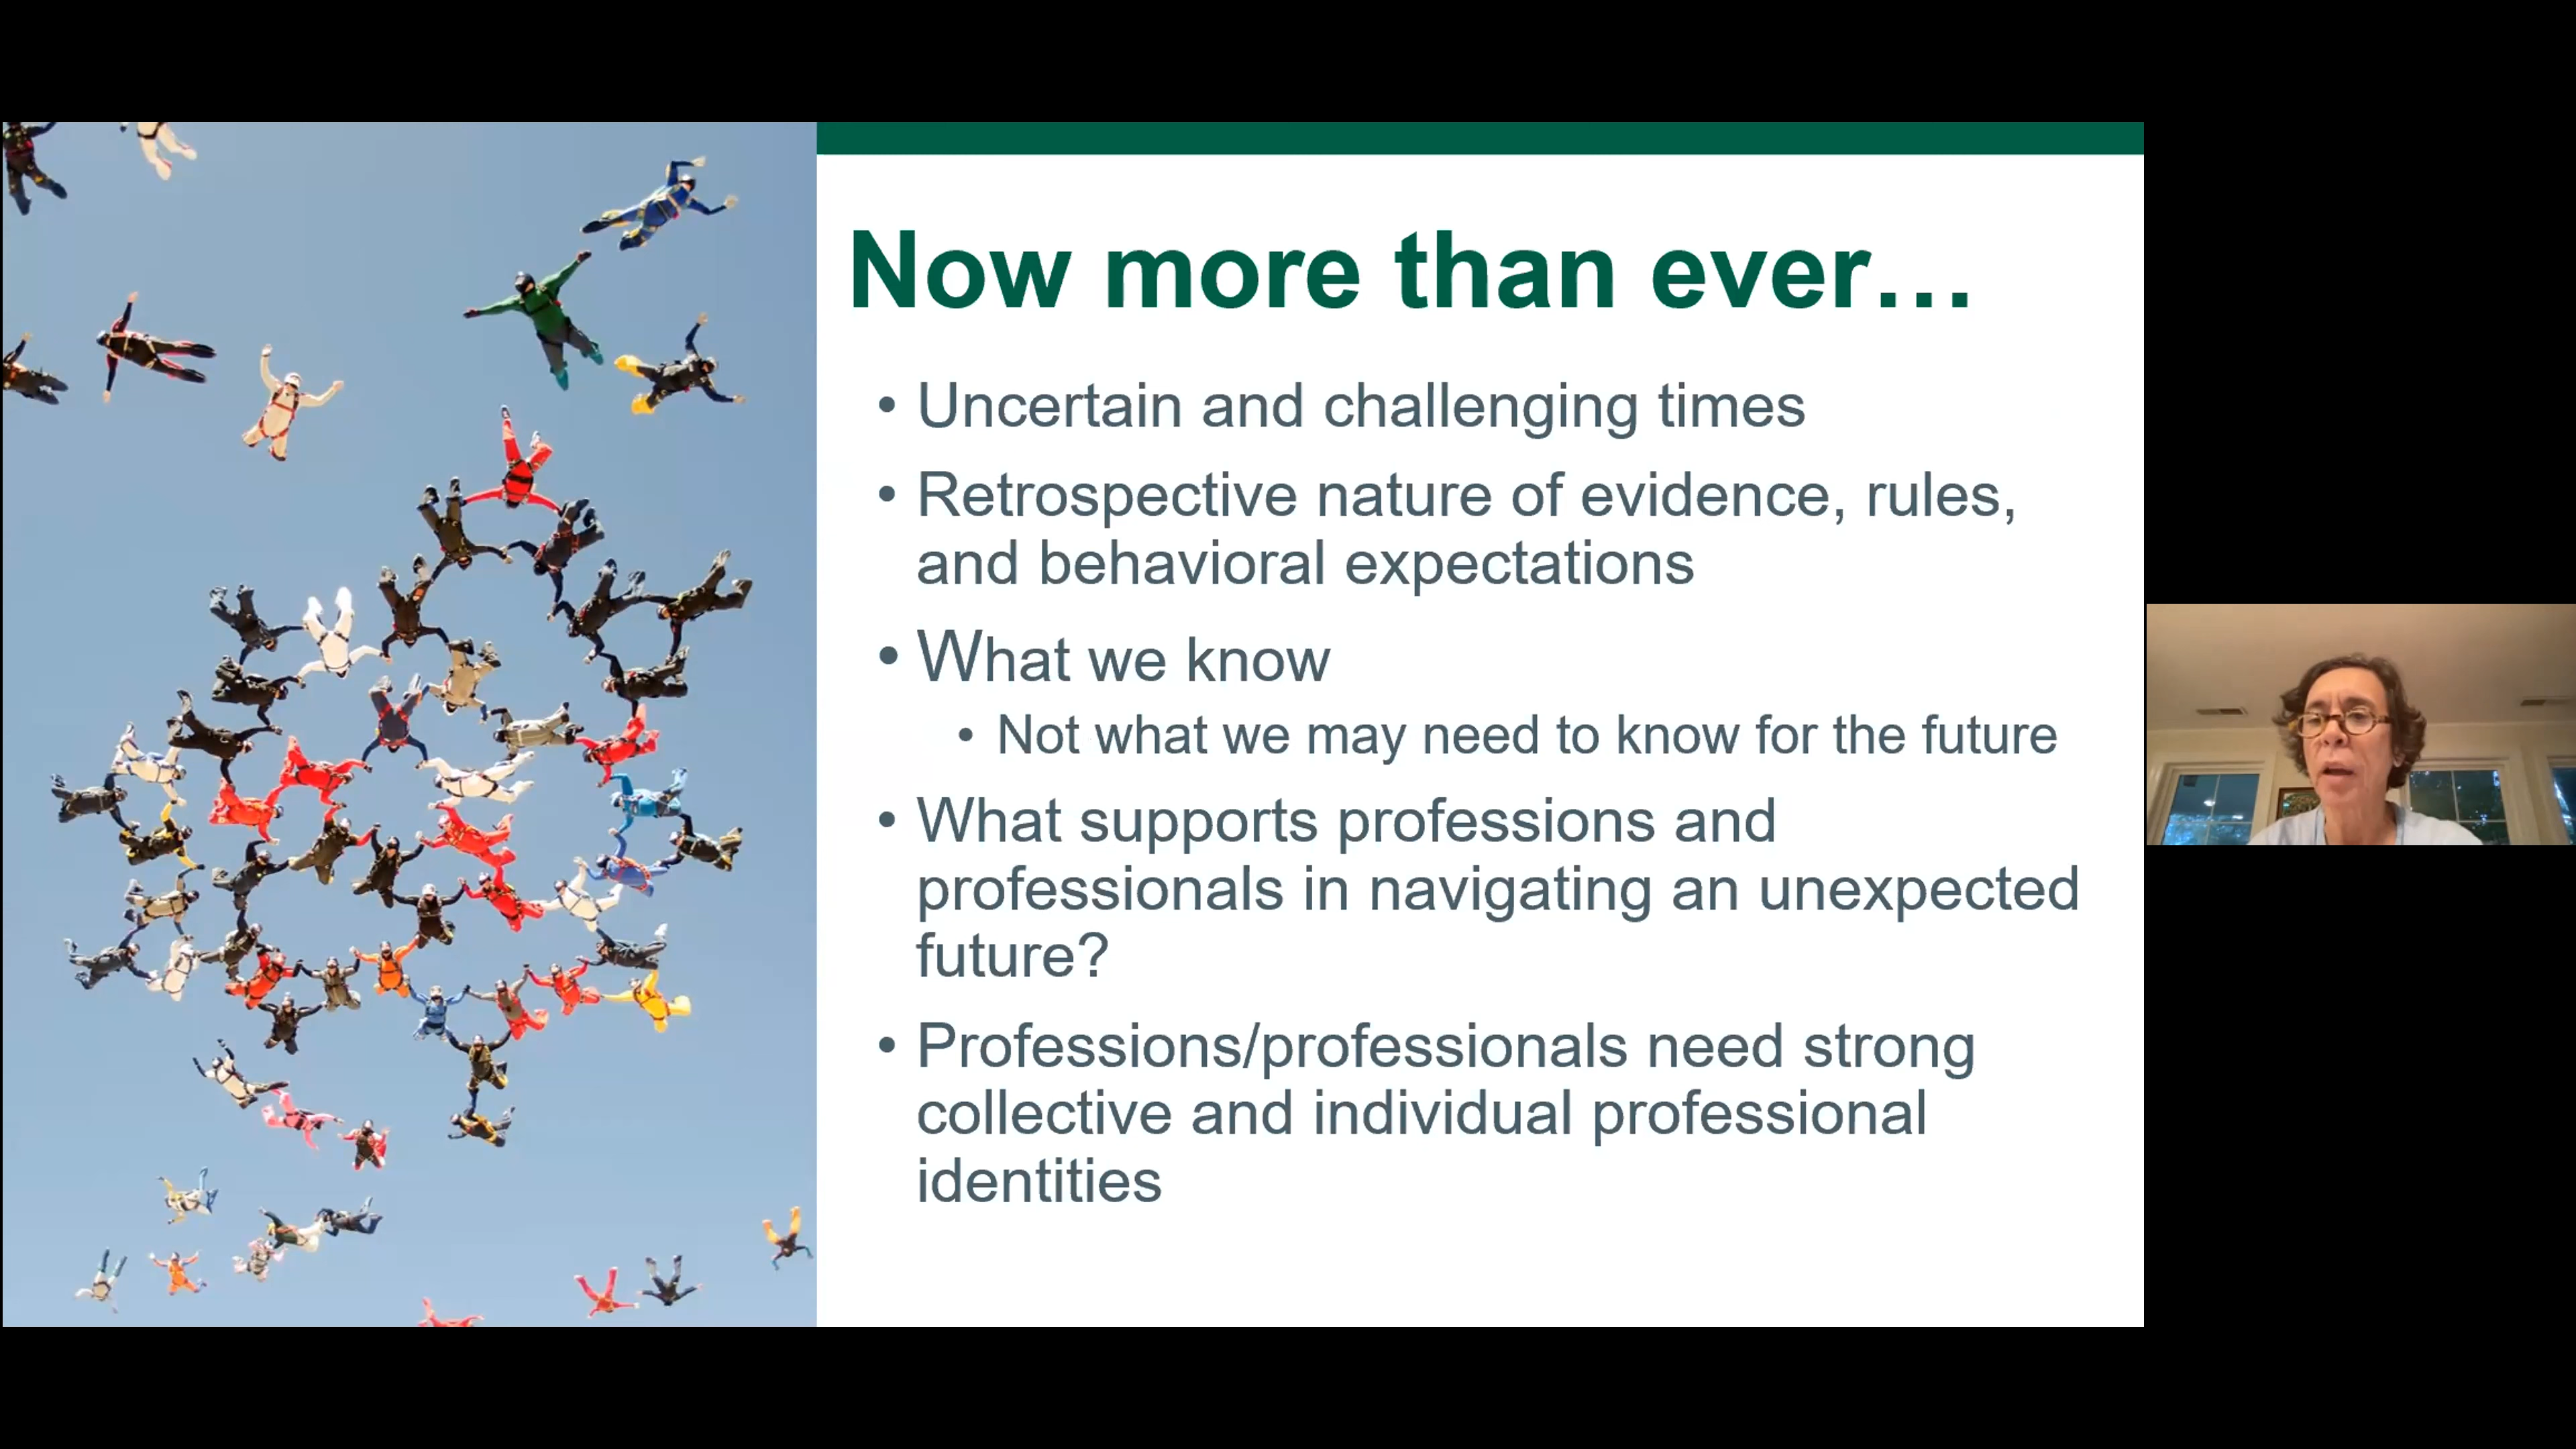 Now more than ever…
• Uncertain and challenging times
• Retrospective nature of evidence, rules,
and behavioral expectations
• What we know
• Not what we may need to know for the future
• What supports professions and
professionals in navigating an unexpected
future?
• Professions/professionals need strong
collective and individual professional
identities